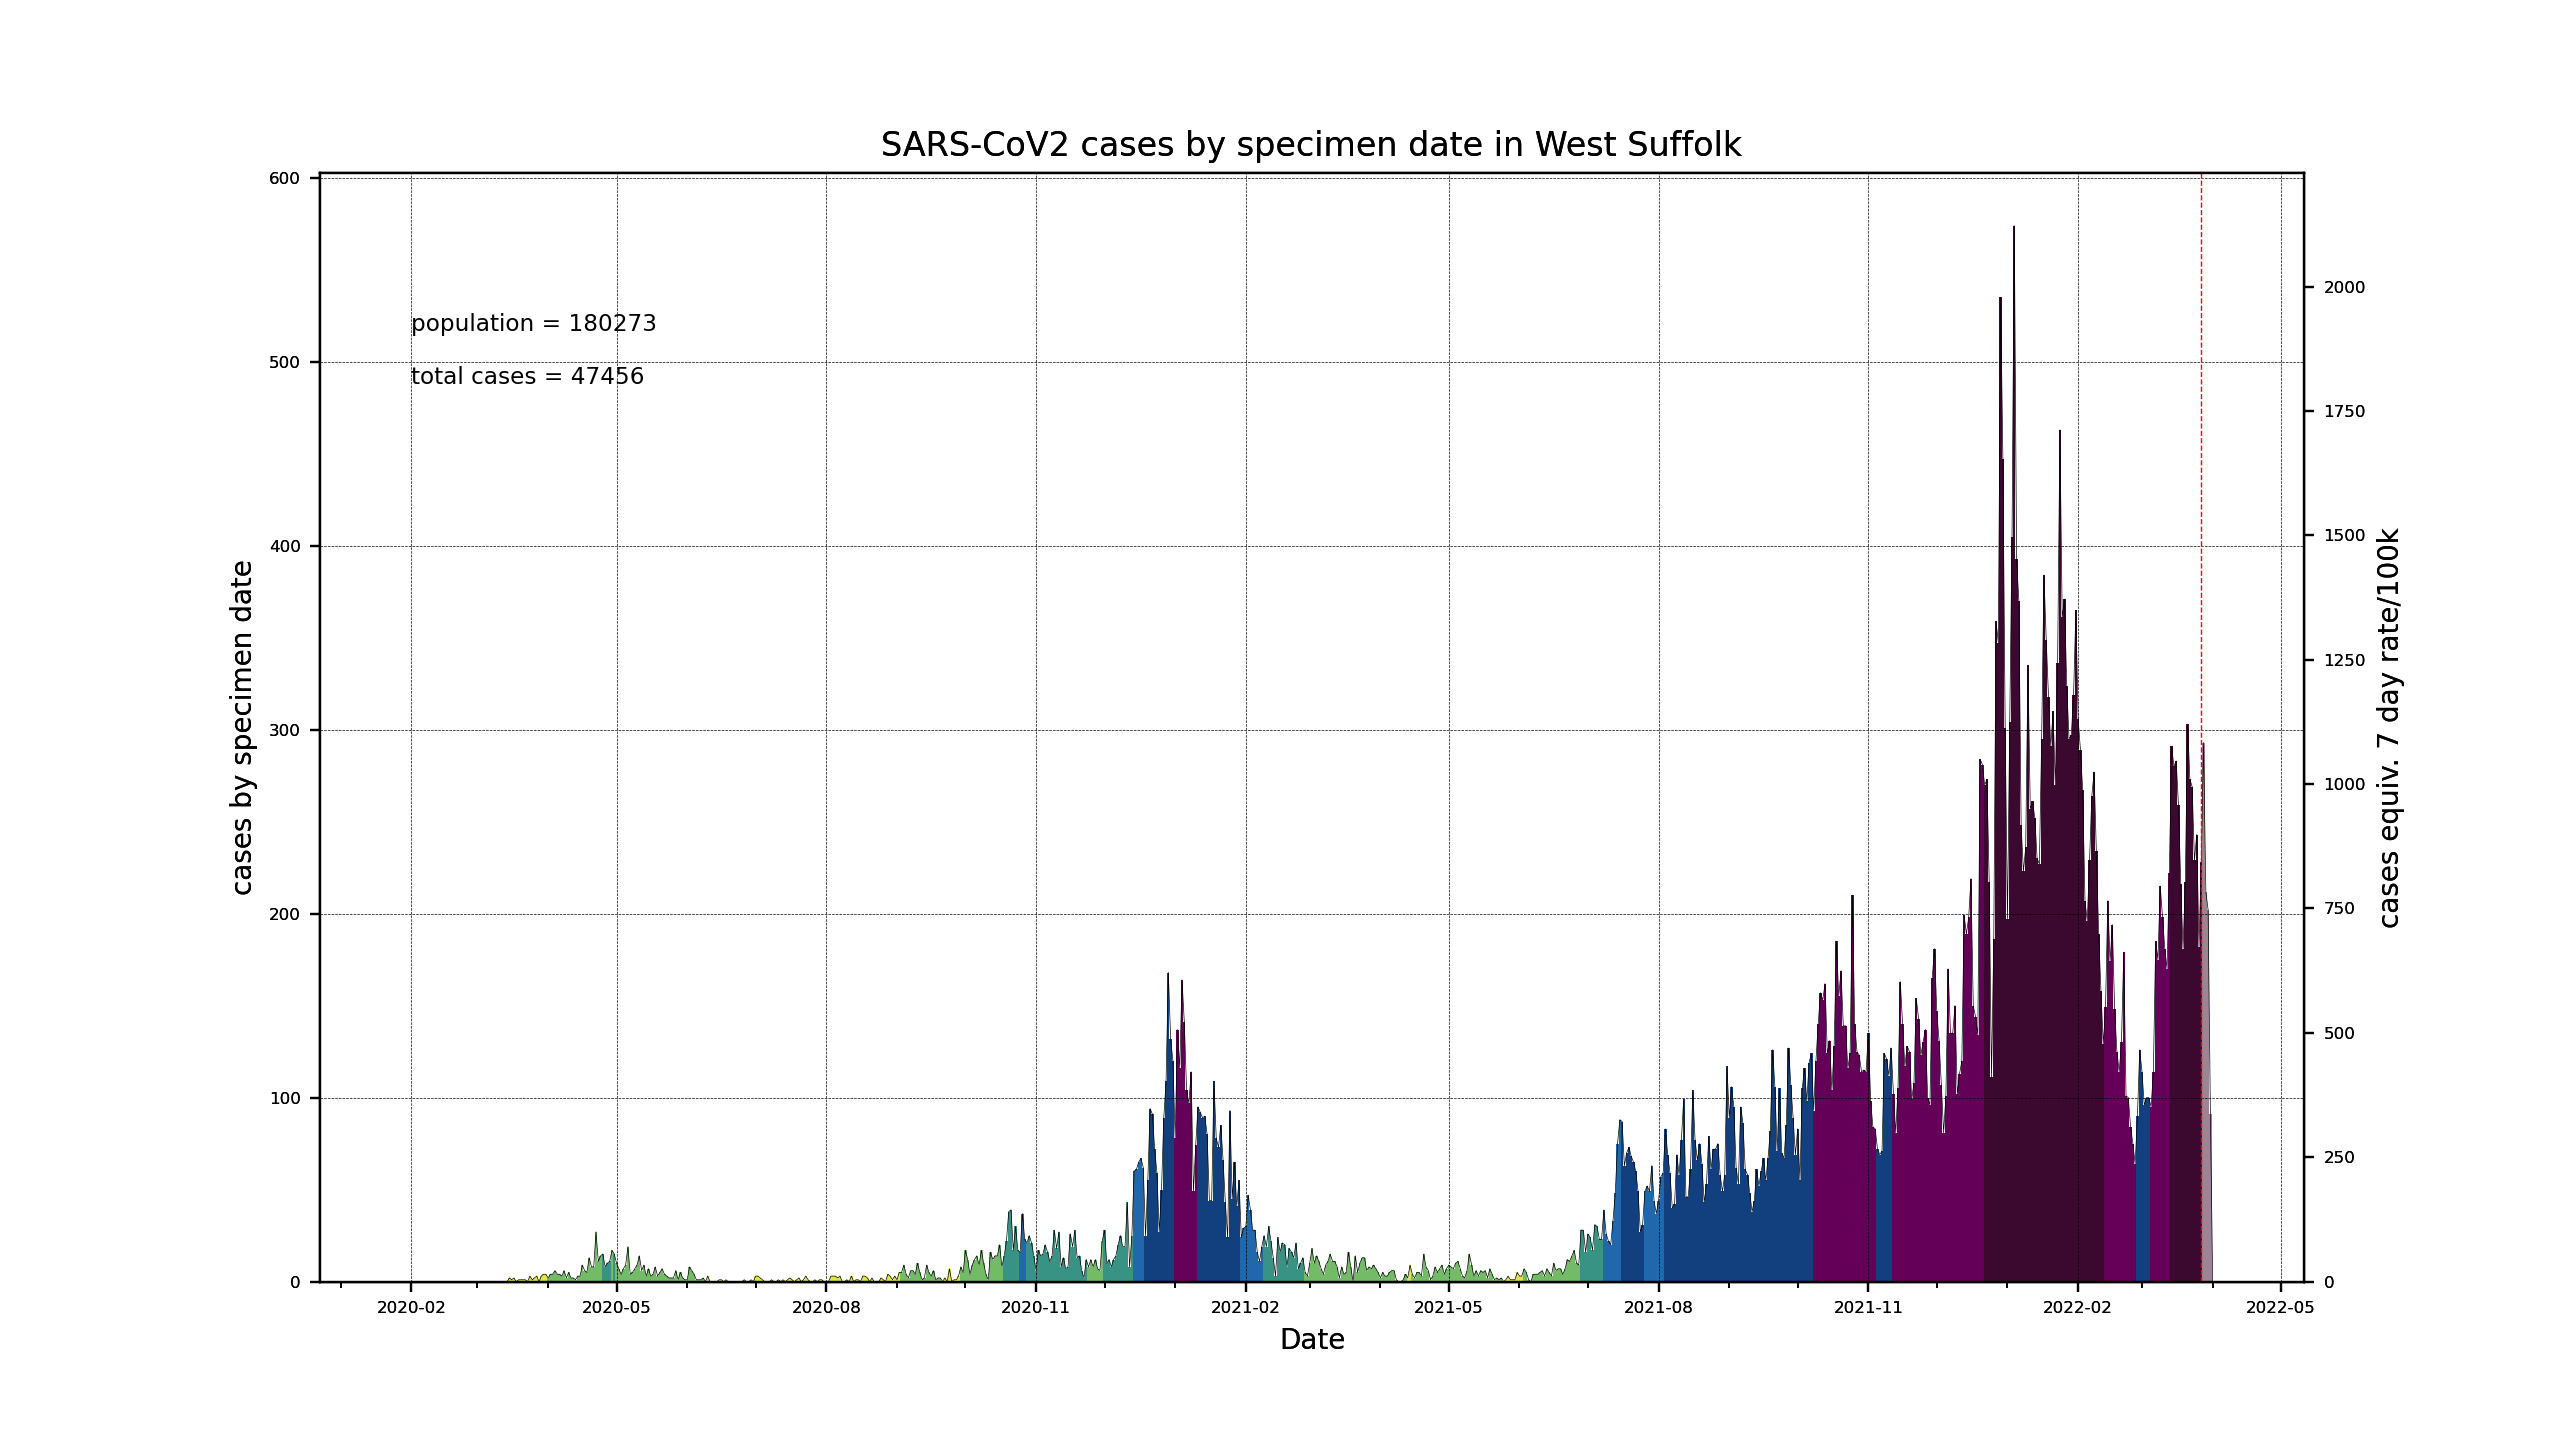 SARS-CoV2 cases by specimen date in West Suffolk
population = 180273
total cases = 47456
cases by specimen date
600
500
400
300
200
100
0
2000
1750
1500
1250
1000
750
500
250
0
cases equiv. 7 day rate/100k
2020-02 2020-05 2020-08 2020-11 2021-02 2021-05 2021-08 2021-11 2022-02 2022-05
Date